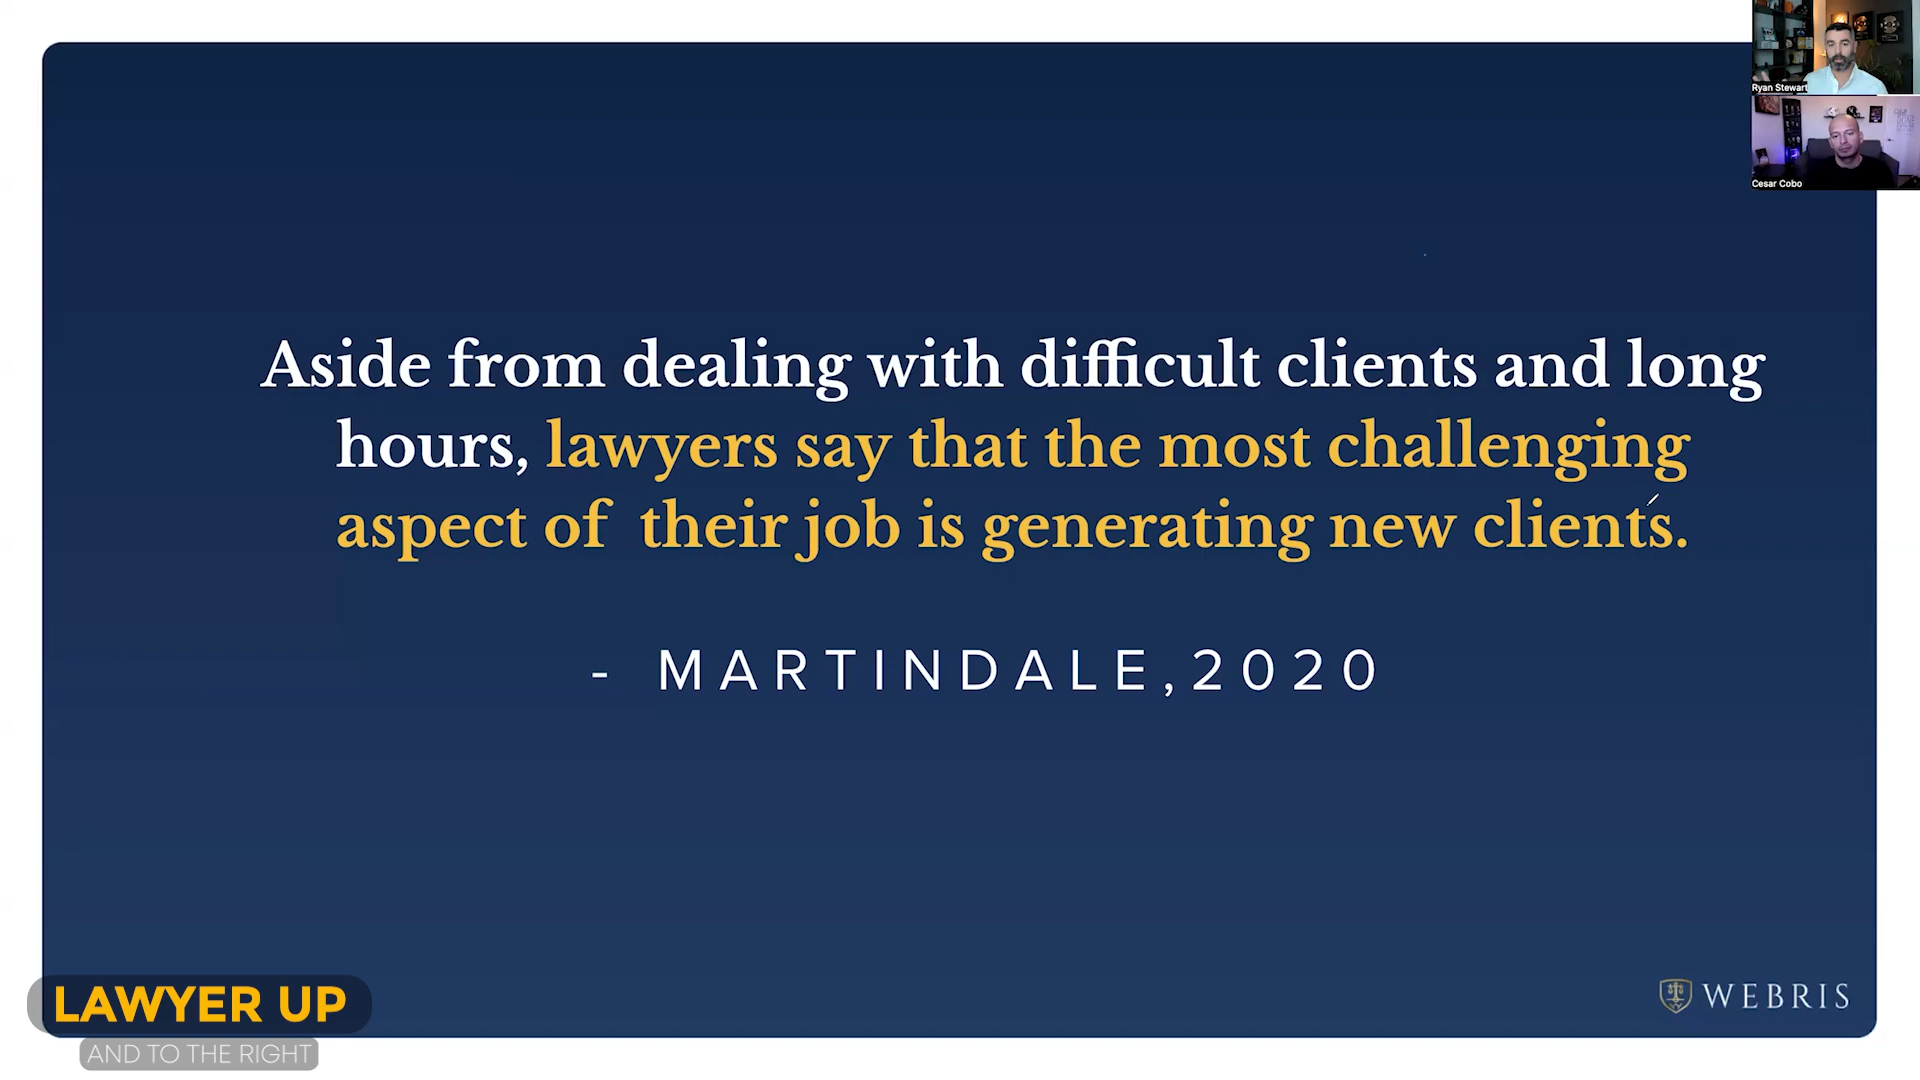 Ryan Stewart
Cesar Cobo
Aside from dealing with difficult clients and long
hours, lawyers say that the most challenging
aspect of their job is generating new clients.
- MARTINDALE,2020
WEBRIS
LAWYER UP
AND TO THE RIGHT